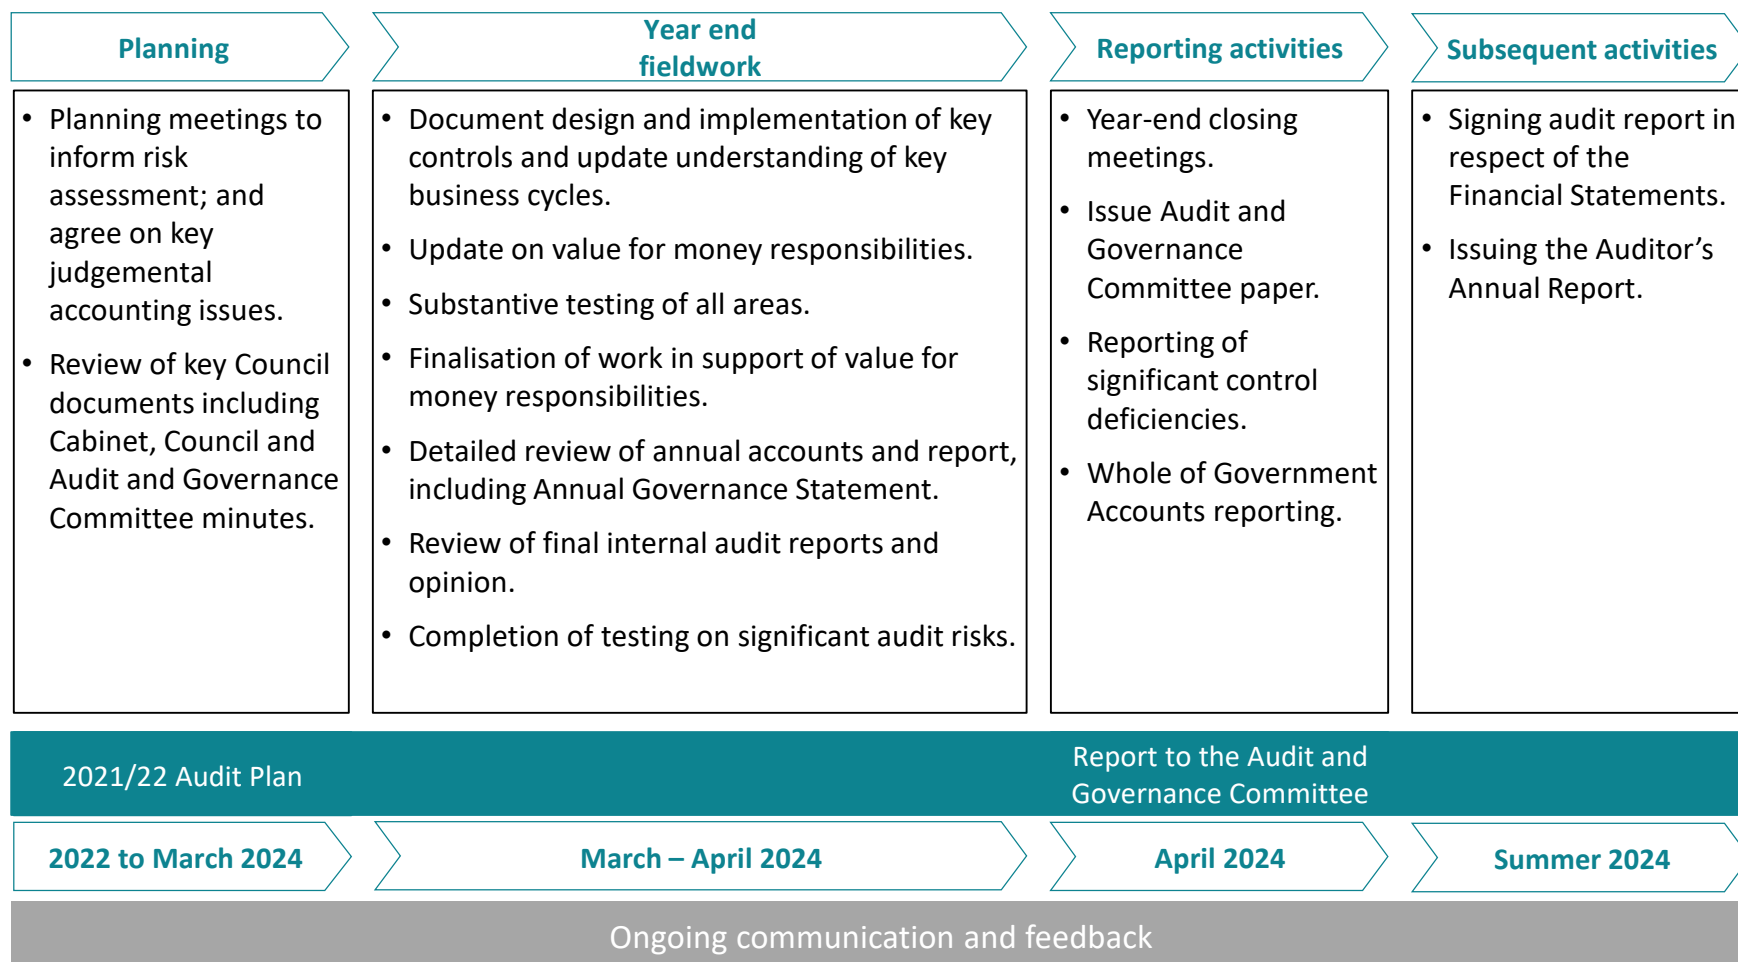 Planning
• Planning meetings to
inform risk
assessment; and
agree on key
judgemental
accounting issues.
• Review of key Council
documents including
Cabinet, Council and
Audit and Governance
Committee minutes.
Year end
fieldwork
• Document design and implementation of key
controls and update understanding of key
business cycles.
• Update on value for money responsibilities.
• Substantive testing of all areas.
• Finalisation of work in support of value for
money responsibilities.
• Detailed review of annual accounts and report,
including Annual Governance Statement.
• Review of final internal audit reports and
opinion.
• Completion of testing on significant audit risks.
Reporting activities
• Year-end closing
meetings.
• Issue Audit and
Governance
Committee paper.
• Reporting of
significant control
deficiencies.
• Whole of Government
Accounts reporting.
Subsequent activities
• Signing audit report in
respect of the
Financial Statements.
• Issuing the Auditor’s
Annual Report.
2021/22 Audit Plan
Report to the Audit and
Governance Committee
2022 to March 2024
March – April 2024
April 2024
Summer 2024
Ongoing communication and feedback